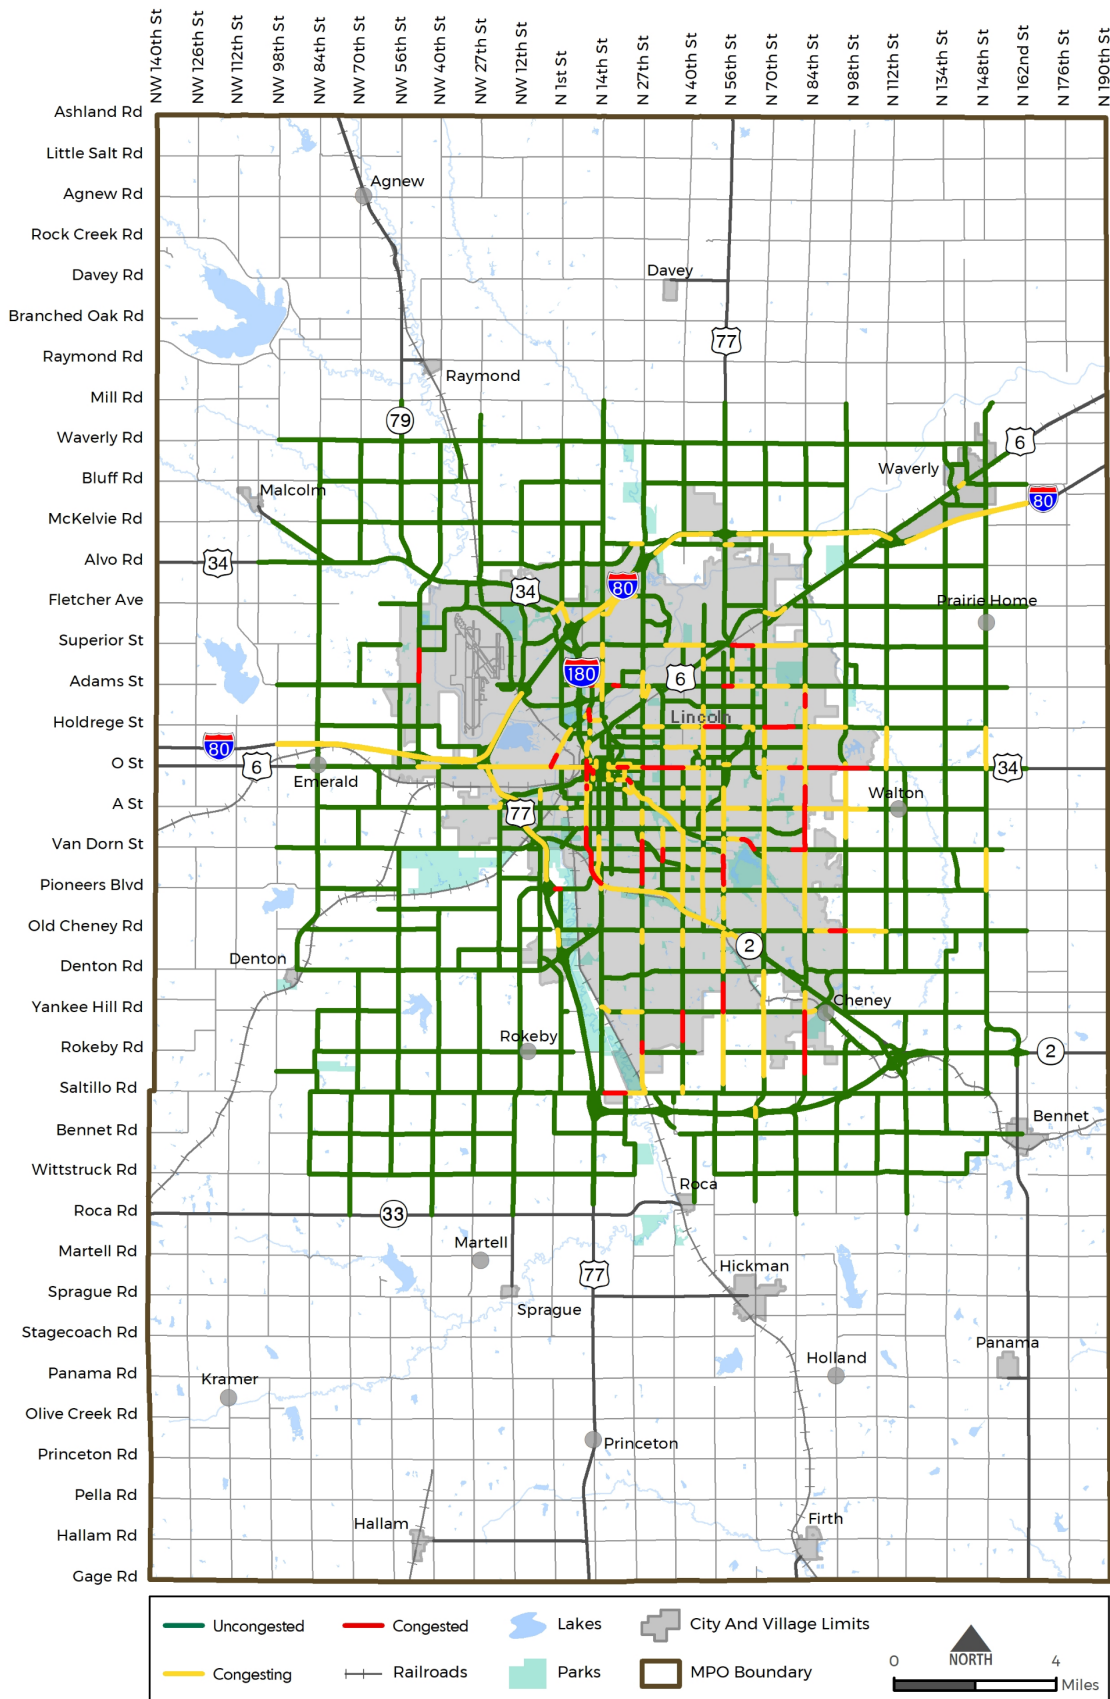 NW 140th St
NW 126th St
NW 112th St
NW 98th St
NW 84th St
NW 70th St
NW 56th St
NW 40th St
NW 27th St
NW 12th St
N 1st St
N 14th St
N 27th St
N 40th St
N 56th St
N 70th St
N 84th St
N 98th St
N 112th St
N 134th St
N 148th St
N 162nd St
N 176th St
N 190th St
Ashland Rd
Little Salt Rd
Agnew
Agnew Rd
Rock Creek Rd
Davey Rd
Davey
Branched Oak Rd
77
Raymond Rd
Raymond
Mill Rd
79
Waverly Rd
6
Waverly
Bluff Rd
Malcolm
80
McKelvie Rd
Alvo Rd
34
34
80
Fletcher Ave
Prairie Home
Superior St
180
6
Adams St
Holdrege St
Lincoln
80
O St
6
34
Emerald
A St
77
Walton
Van Dorn St
Pioneers Blvd
Old Cheney Rd
2
Denton
Denton Rd
Yankee Hill Rd
Cheney
Rokeby
Rokeby Rd
2
Saltillo Rd
Bennet
Bennet Rd
Wittstruck Rd
Roca
Roca Rd
33
Martell
Martell Rd
77
Hickman
Sprague Rd
Sprague
Stagecoach Rd
Panama
Panama Rd
Holland
Kramer
Olive Creek Rd
Princeton
Princeton Rd
Pella Rd
Hallam
Firth
Hallam Rd
Gage Rd
Uncongested
Congested
Lakes
City And Village Limits
Congesting
Railroads
Parks
MPO Boundary
NORTH
0
4
Miles